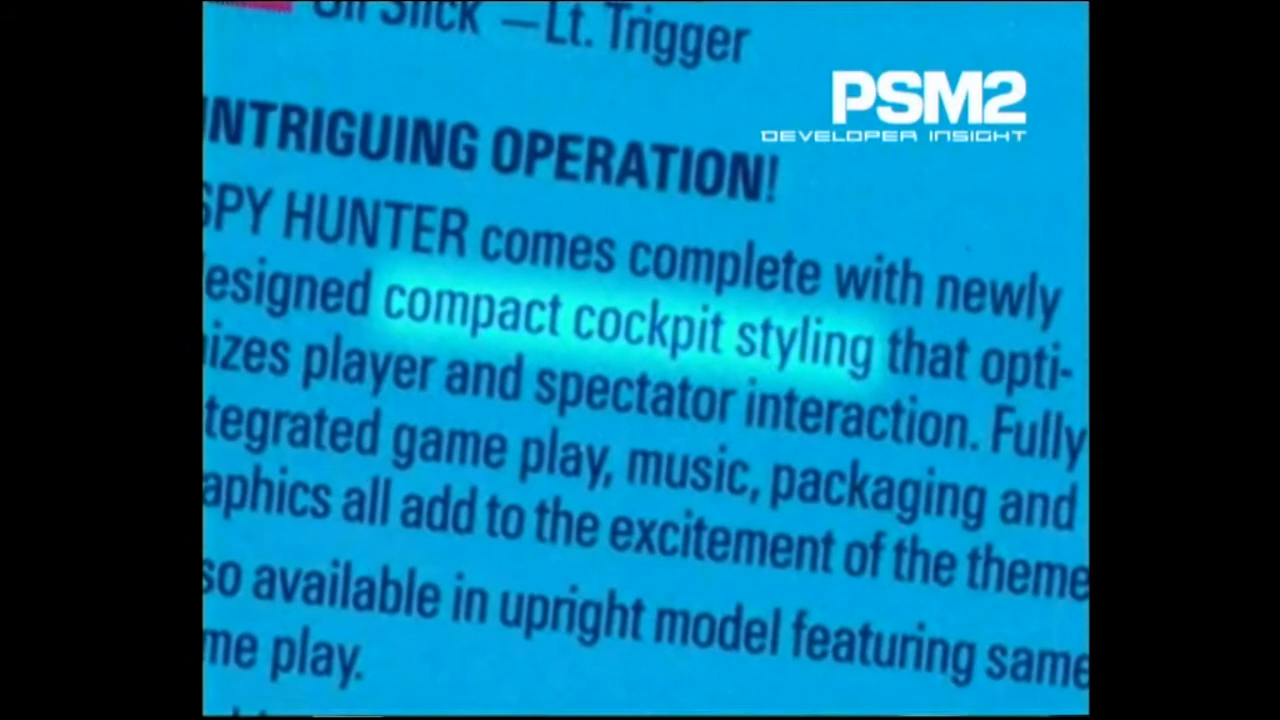 Oil Slick —Lt. Trigger
PSM2
DEVELOPER INSIGHT
INTRIGUING OPERATION!
SPY HUNTER comes complete with newly
designed compact cockpit styling that opti-
izes player and spectator interaction. Fully
tegrated game play, music, packaging and
aphics all add to the excitement of the theme
so available in upright model featuring same
me play.